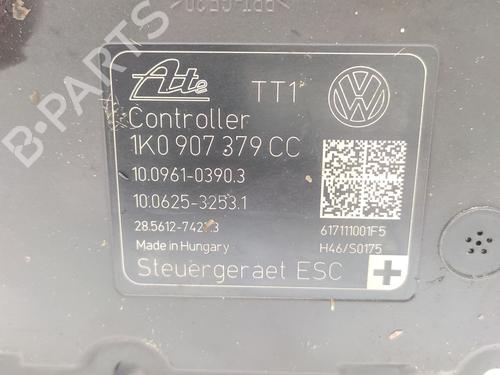 B-PARTS
Ate TT1
Controller
1K0 907 379 CC
10.0961-0390.3
10.0625-3253.1
617111001F5
Made in Hungary
H46/S0175
Steuergeraet ESC